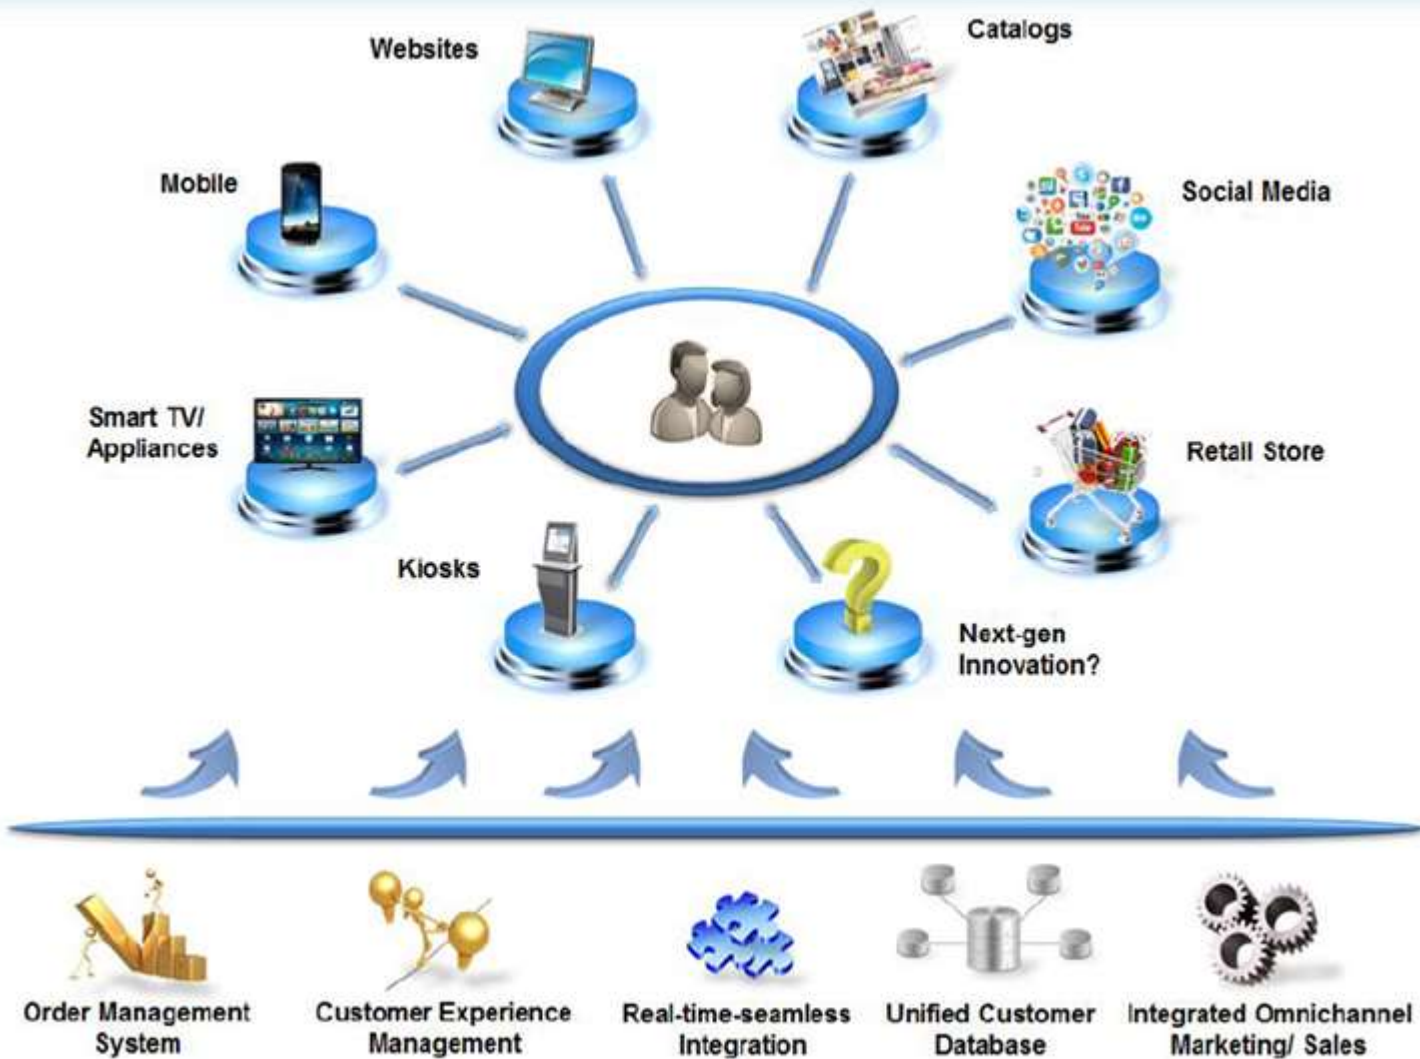 Websites
Catalogs
Mobile
Social Media
Smart TV/
Appliances
Retail Store
Kiosks
Next-gen
Innovation?
Order Management
System
Customer Experience
Management
Real-time-seamless
Integration
Unified Customer
Database
Integrated Omnichannel
Marketing/ Sales